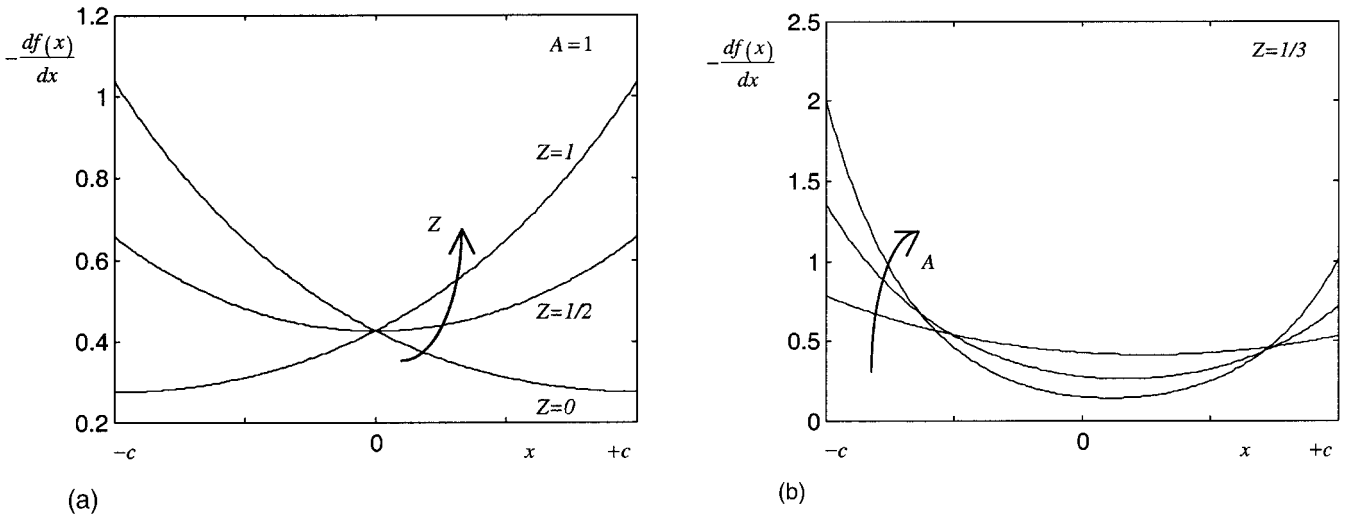 1.2
-df(x)/dx
A=1
1
0.8
Z=1
Z
0.6
Z=1/2
0.4
Z=0
0.2
-c
0
x
+c
(a)
2.5
-df(x)/dx
Z=1/3
2
1.5
1
A
0.5
0
-c
0
x
+c
(b)